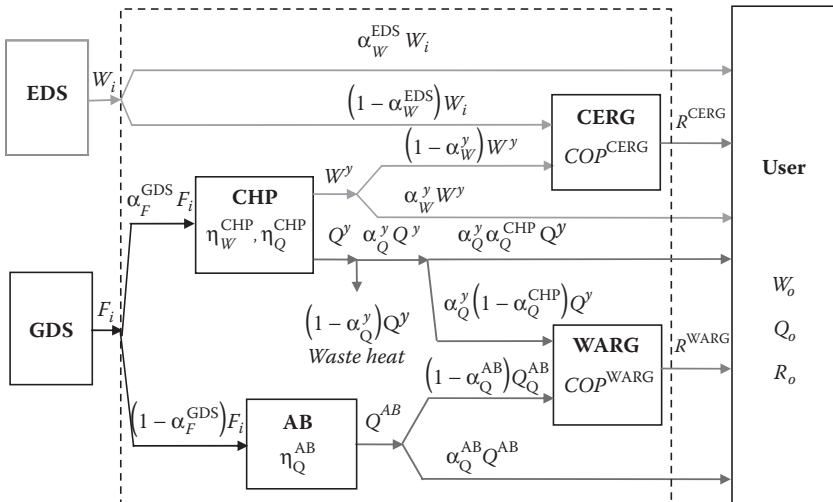 α_W^EDS W_i
EDS
W_i
(1 - α_W^EDS)W_i
CERG
COP^CERG
R^CERG
(1 - α_W^y)W^y
User
W^y
α_F^GDS F_i
CHP
η_W^CHP, η_Q^CHP
α_W^y W^y
Q^y
α_Q^y Q^y
α_Q^y α_Q^CHP Q^y
W_o
Q_o
R_o
GDS
F_i
(1 - α_Q^y)Q^y
Waste heat
α_Q^y(1 - α_Q^CHP)Q^y
WARG
COP^WARG
R^WARG
(1 - α_Q^AB)Q_Q^AB
(1 - α_F^GDS)F_i
AB
η_Q^AB
Q^AB
α_Q^AB Q^AB